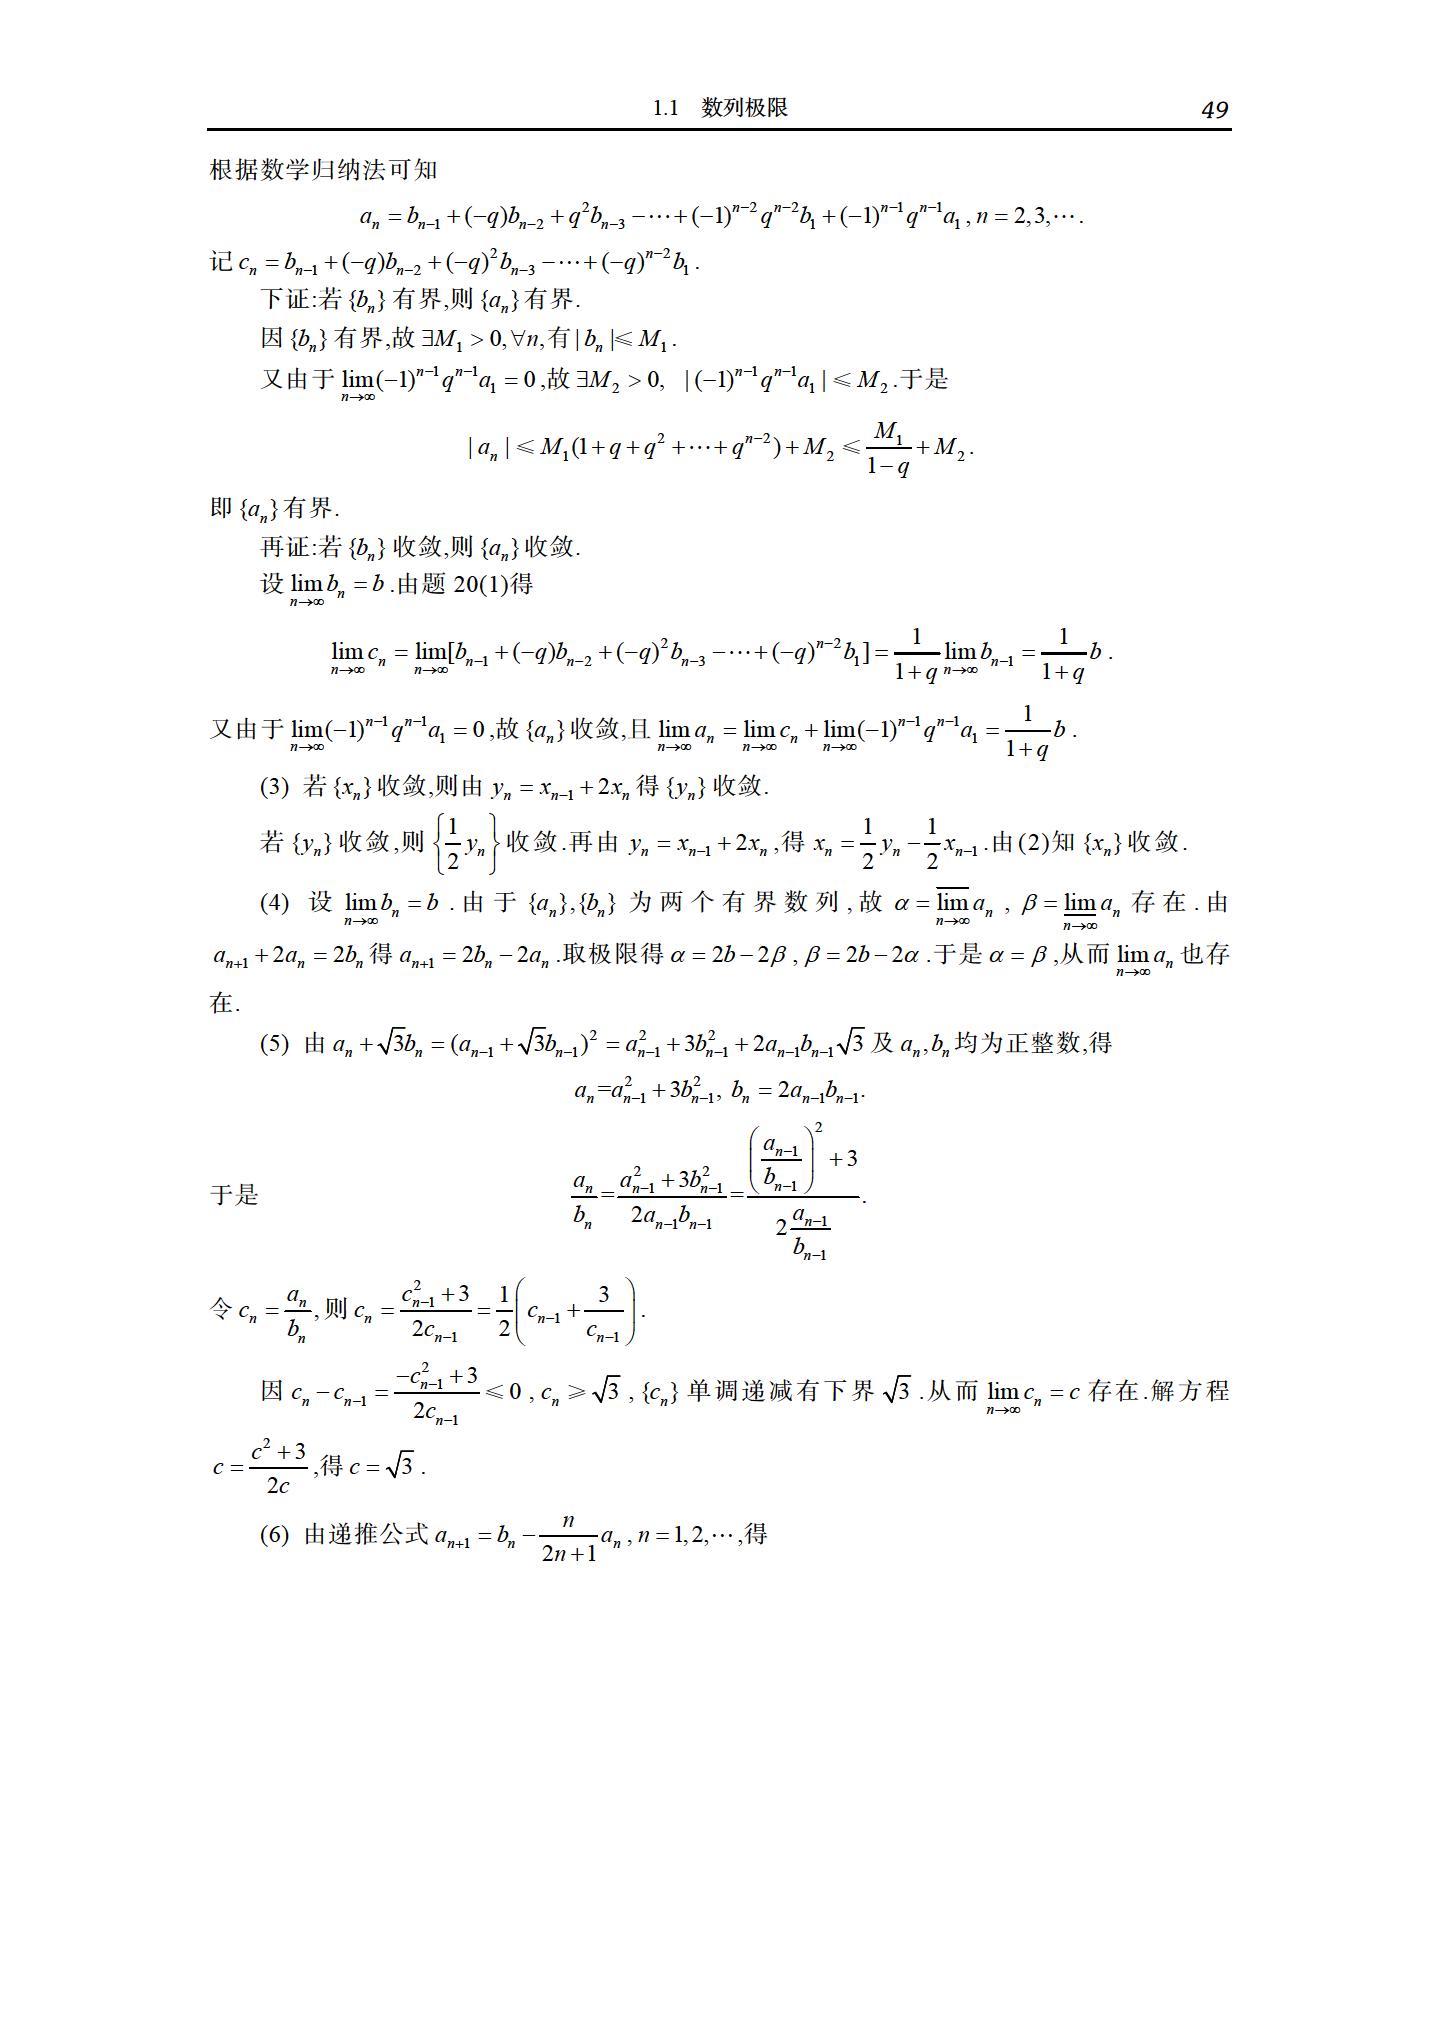 1.1 数列极限 49
根据数学归纳法可知
$a_n = b_{n-1} + (-q)b_{n-2} + q^2 b_{n-3} - \cdots + (-1)^{n-2} q^{n-2} b_1 + (-1)^{n-1} q^{n-1} a_1 , n = 2,3,\cdots.$
记 $c_n = b_{n-1} + (-q)b_{n-2} + (-q)^2 b_{n-3} - \cdots + (-q)^{n-2} b_1$ .
下证:若 $\{b_n\}$ 有界,则 $\{a_n\}$ 有界.
因 $\{b_n\}$ 有界,故 $\exists M_1 > 0, \forall n$,有 $| b_n | \leqslant M_1$ .
又由于 $\lim_{n\to\infty} (-1)^{n-1} q^{n-1} a_1 = 0$ ,故 $\exists M_2 > 0, \ | (-1)^{n-1} q^{n-1} a_1 | \leqslant M_2$ .于是
$| a_n | \leqslant M_1 (1 + q + q^2 + \cdots + q^{n-2}) + M_2 \leqslant \frac{M_1}{1-q} + M_2 .$
即 $\{a_n\}$ 有界.
再证:若 $\{b_n\}$ 收敛,则 $\{a_n\}$ 收敛.
设 $\lim_{n\to\infty} b_n = b$ .由题 20(1)得
$\lim_{n\to\infty} c_n = \lim_{n\to\infty} [b_{n-1} + (-q)b_{n-2} + (-q)^2 b_{n-3} - \cdots + (-q)^{n-2} b_1] = \frac{1}{1+q} \lim_{n\to\infty} b_{n-1} = \frac{1}{1+q} b .$
又由于 $\lim_{n\to\infty} (-1)^{n-1} q^{n-1} a_1 = 0$ ,故 $\{a_n\}$ 收敛,且 $\lim_{n\to\infty} a_n = \lim_{n\to\infty} c_n + \lim_{n\to\infty} (-1)^{n-1} q^{n-1} a_1 = \frac{1}{1+q} b$ .
(3) 若 $\{x_n\}$ 收敛,则由 $y_n = x_{n-1} + 2x_n$ 得 $\{y_n\}$ 收敛.
若 $\{y_n\}$ 收敛,则 $\left\{\frac{1}{2} y_n\right\}$ 收敛.再由 $y_n = x_{n-1} + 2x_n$ ,得 $x_n = \frac{1}{2} y_n - \frac{1}{2} x_{n-1}$ .由(2)知 $\{x_n\}$ 收敛.
(4) 设 $\lim_{n\to\infty} b_n = b$ .由于 $\{a_n\},\{b_n\}$ 为两个有界数列,故 $\alpha = \overline{\lim}_{n\to\infty} a_n$ , $\beta = \underline{\lim}_{n\to\infty} a_n$ 存在.由
$a_{n+1} + 2a_n = 2b_n$ 得 $a_{n+1} = 2b_n - 2a_n$ .取极限得 $\alpha = 2b - 2\beta$ , $\beta = 2b - 2\alpha$ .于是 $\alpha = \beta$ ,从而 $\lim_{n\to\infty} a_n$ 也存
在.
(5) 由 $a_n + \sqrt{3} b_n = (a_{n-1} + \sqrt{3} b_{n-1})^2 = a_{n-1}^2 + 3b_{n-1}^2 + 2a_{n-1} b_{n-1} \sqrt{3}$ 及 $a_n, b_n$ 均为正整数,得
$a_n = a_{n-1}^2 + 3b_{n-1}^2, \ b_n = 2a_{n-1} b_{n-1}.$
于是 $\frac{a_n}{b_n} = \frac{a_{n-1}^2 + 3b_{n-1}^2}{2a_{n-1} b_{n-1}} = \frac{\left(\frac{a_{n-1}}{b_{n-1}}\right)^2 + 3}{2\frac{a_{n-1}}{b_{n-1}}} .$
令 $c_n = \frac{a_n}{b_n}$,则 $c_n = \frac{c_{n-1}^2 + 3}{2c_{n-1}} = \frac{1}{2}\left(c_{n-1} + \frac{3}{c_{n-1}}\right)$ .
因 $c_n - c_{n-1} = \frac{-c_{n-1}^2 + 3}{2c_{n-1}} \leqslant 0$ , $c_n \geqslant \sqrt{3}$ , $\{c_n\}$ 单调递减有下界 $\sqrt{3}$ .从而 $\lim_{n\to\infty} c_n = c$ 存在.解方程
$c = \frac{c^2 + 3}{2c}$ ,得 $c = \sqrt{3}$ .
(6) 由递推公式 $a_{n+1} = b_n - \frac{n}{2n+1} a_n , n = 1,2,\cdots$ ,得